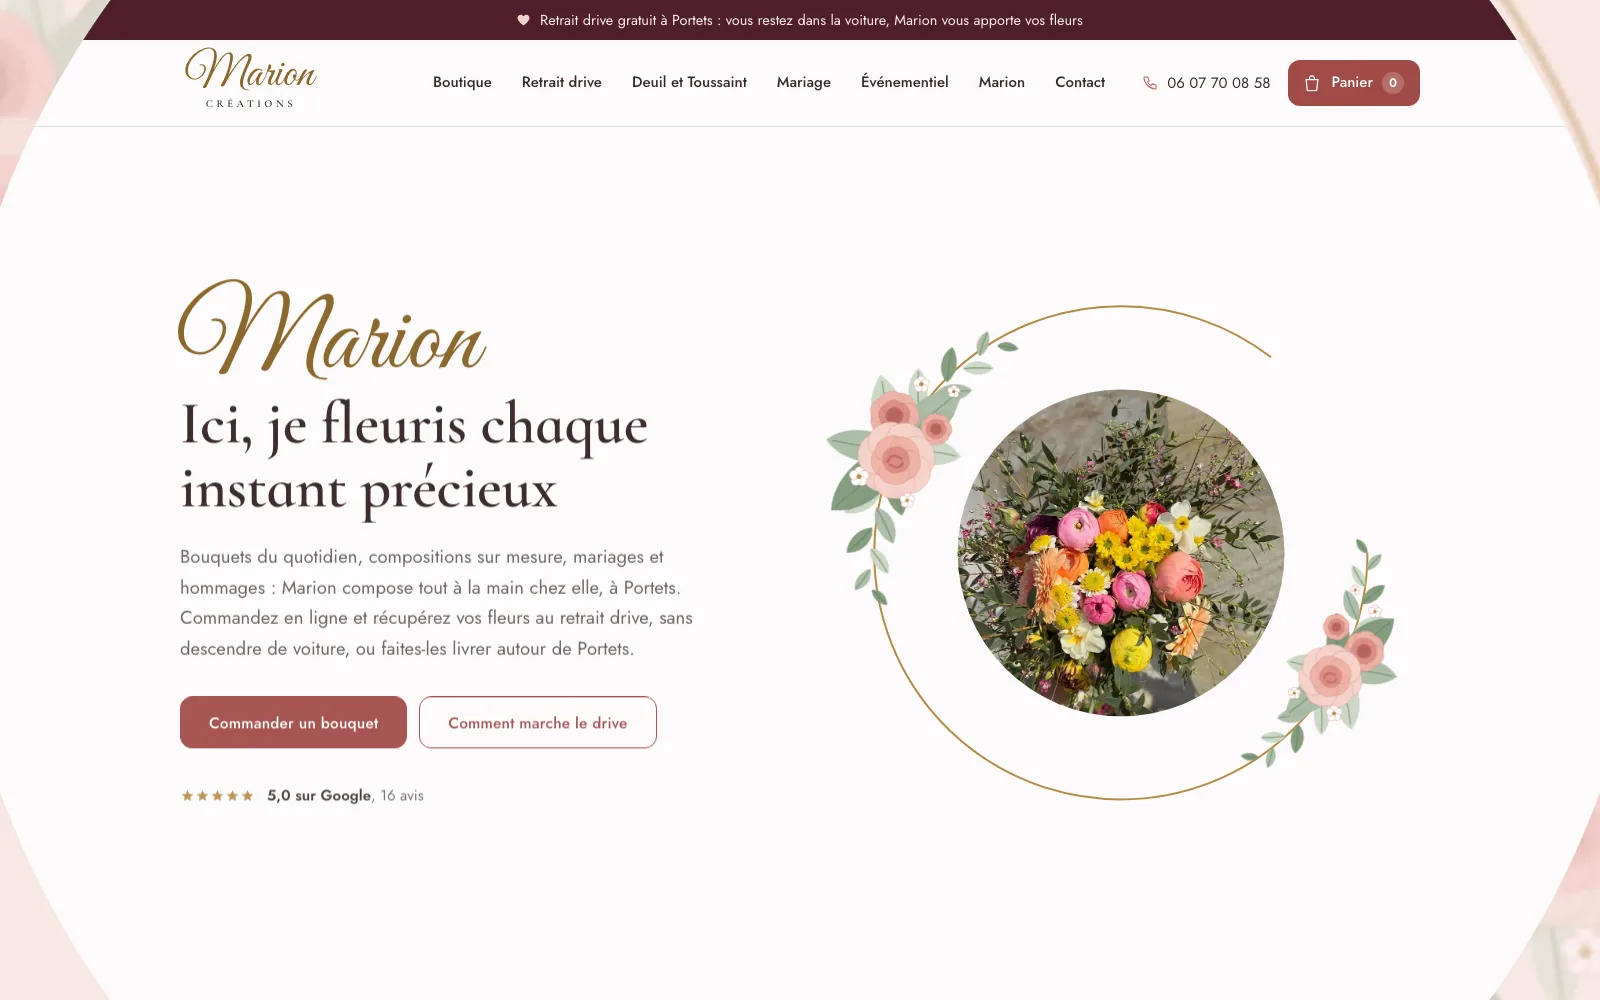 Retrait drive gratuit à Portets : vous restez dans la voiture, Marion vous apporte vos fleurs
Marion
CRÉATIONS
Boutique
Retrait drive
Deuil et Toussaint
Mariage
Événementiel
Marion
Contact
06 07 70 08 58
Panier 0
Marion
Ici, je fleuris chaque
instant précieux
Bouquets du quotidien, compositions sur mesure, mariages et
hommages : Marion compose tout à la main chez elle, à Portets.
Commandez en ligne et récupérez vos fleurs au retrait drive, sans
descendre de voiture, ou faites-les livrer autour de Portets.
Commander un bouquet
Comment marche le drive
5,0 sur Google, 16 avis